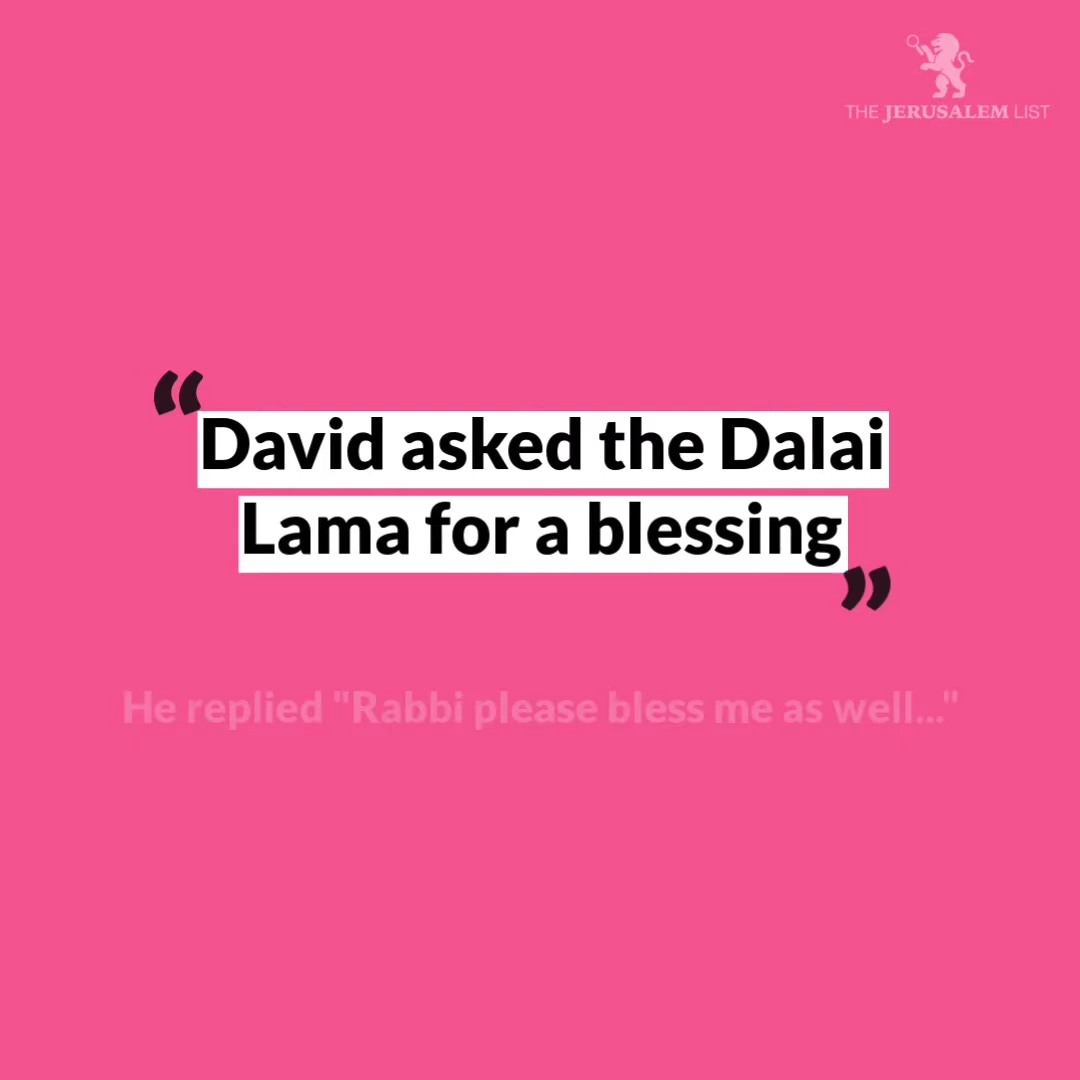 THE JERUSALEM LIST
“David asked the Dalai
Lama for a blessing”
He replied "Rabbi please bless me as well..."